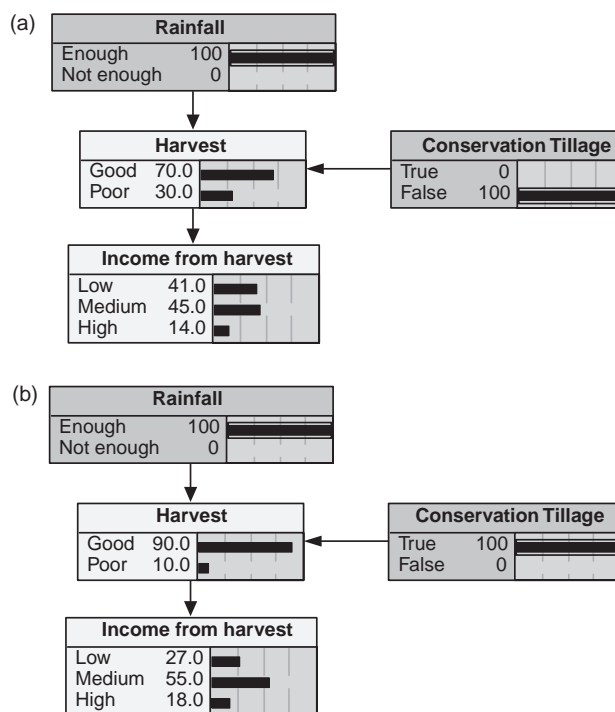 (a)
Rainfall
Enough 100
Not enough 0
Harvest
Good 70.0
Poor 30.0
Conservation Tillage
True 0
False 100
Income from harvest
Low 41.0
Medium 45.0
High 14.0
(b)
Rainfall
Enough 100
Not enough 0
Harvest
Good 90.0
Poor 10.0
Conservation Tillage
True 100
False 0
Income from harvest
Low 27.0
Medium 55.0
High 18.0